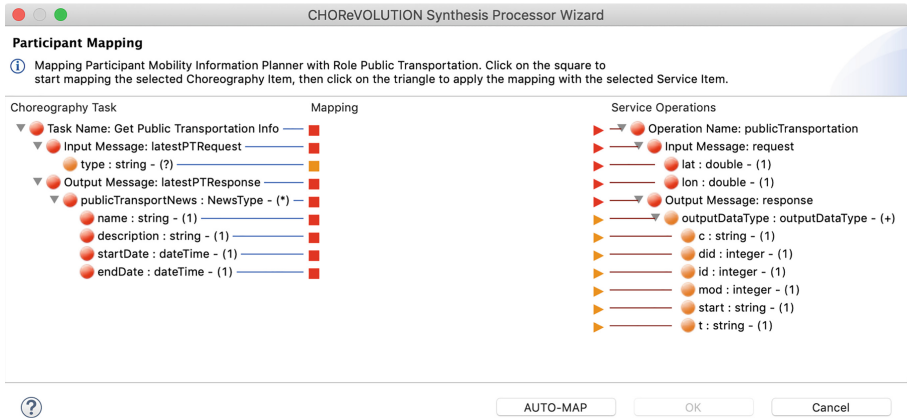 CHOReVOLUTION Synthesis Processor Wizard
Participant Mapping
Mapping Participant Mobility Information Planner with Role Public Transportation. Click on the square to
start mapping the selected Choreography Item, then click on the triangle to apply the mapping with the selected Service Item.
Choreography Task Mapping Service Operations
Task Name: Get Public Transportation Info Operation Name: publicTransportation
Input Message: latestPTRequest Input Message: request
type : string - (?) lat : double - (1)
Output Message: latestPTResponse lon : double - (1)
publicTransportNews : NewsType - (*) Output Message: response
name : string - (1) outputDataType : outputDataType - (+)
description : string - (1) c : string - (1)
startDate : dateTime - (1) did : integer - (1)
endDate : dateTime - (1) id : integer - (1)
mod : integer - (1)
start : string - (1)
t : string - (1)
? AUTO-MAP OK Cancel